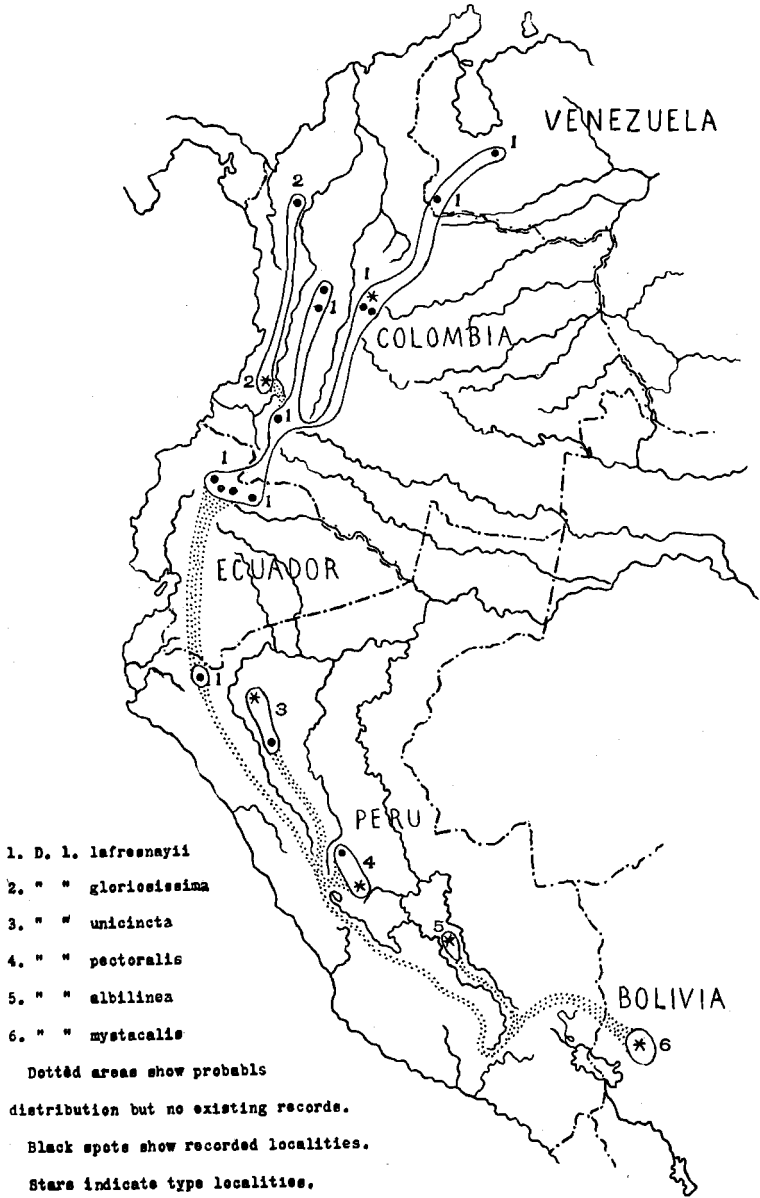 VENEZUELA
1
1
2
1
1
COLOMBIA
2
1
1
1
ECUADOR
1
3
PERU
4
5
BOLIVIA
6
1. D. l. lafresnayii
2. " " gloriosissima
3. " " unicincta
4. " " pectoralis
5. " " albilinea
6. " " mystacalis
Dotted areas show probabls
distribution but no existing records.
Black spots show recorded localities.
Stars indicate type localities.